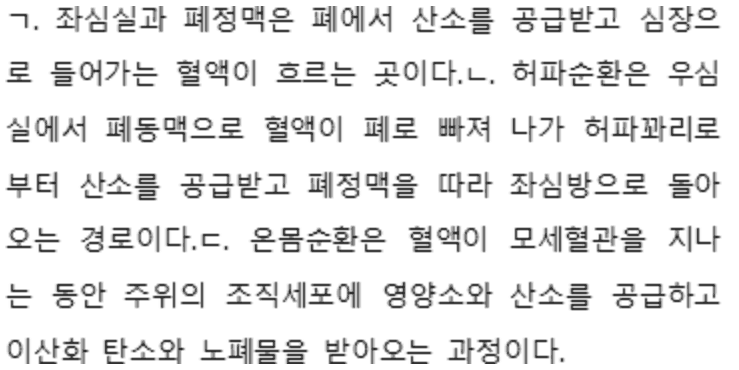 ㄱ. 좌심실과 폐정맥은 폐에서 산소를 공급받고 심장으
로 들어가는 혈액이 흐르는 곳이다.ㄴ. 허파순환은 우심
실에서 폐동맥으로 혈액이 폐로 빠져 나가 허파꽈리로
부터 산소를 공급받고 폐정맥을 따라 좌심방으로 돌아
오는 경로이다.ㄷ. 온몸순환은 혈액이 모세혈관을 지나
는 동안 주위의 조직세포에 영양소와 산소를 공급하고
이산화 탄소와 노폐물을 받아오는 과정이다.